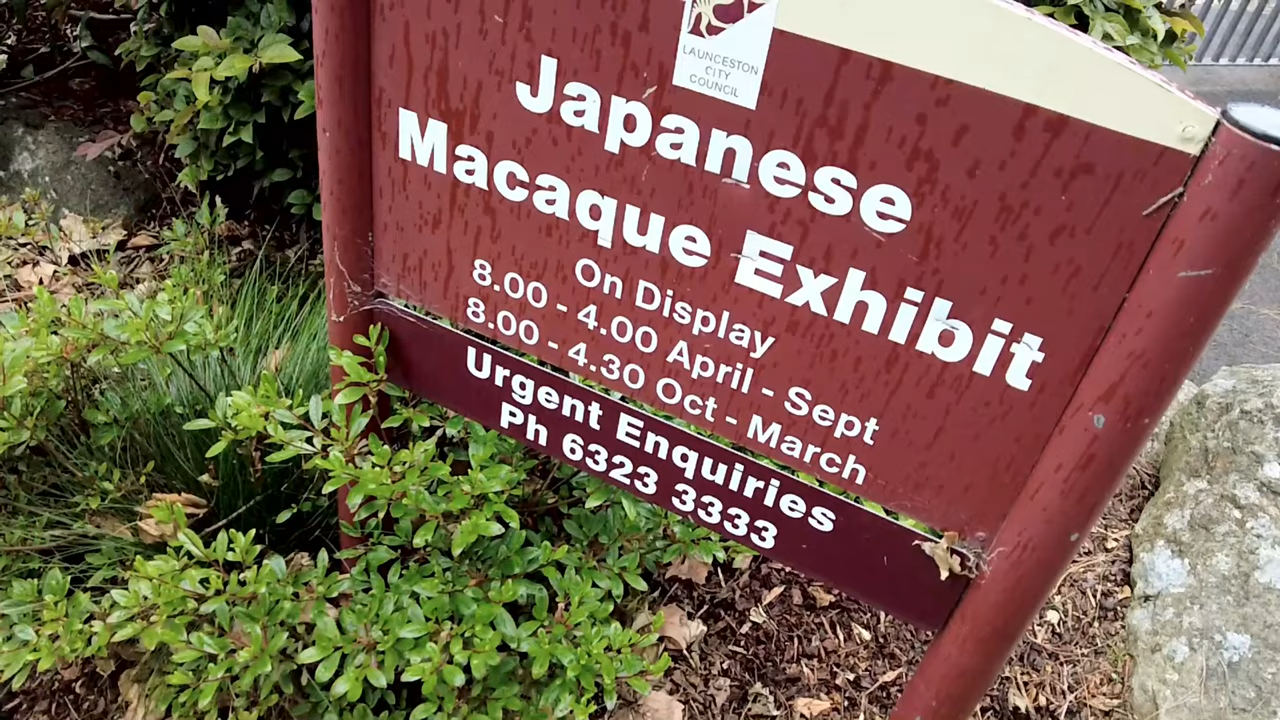 LAUNCESTON
CITY
COUNCIL
Japanese
Macaque Exhibit
On Display
8.00 - 4.00 April - Sept
8.00 - 4.30 Oct - March
Urgent Enquiries
Ph 6323 3333